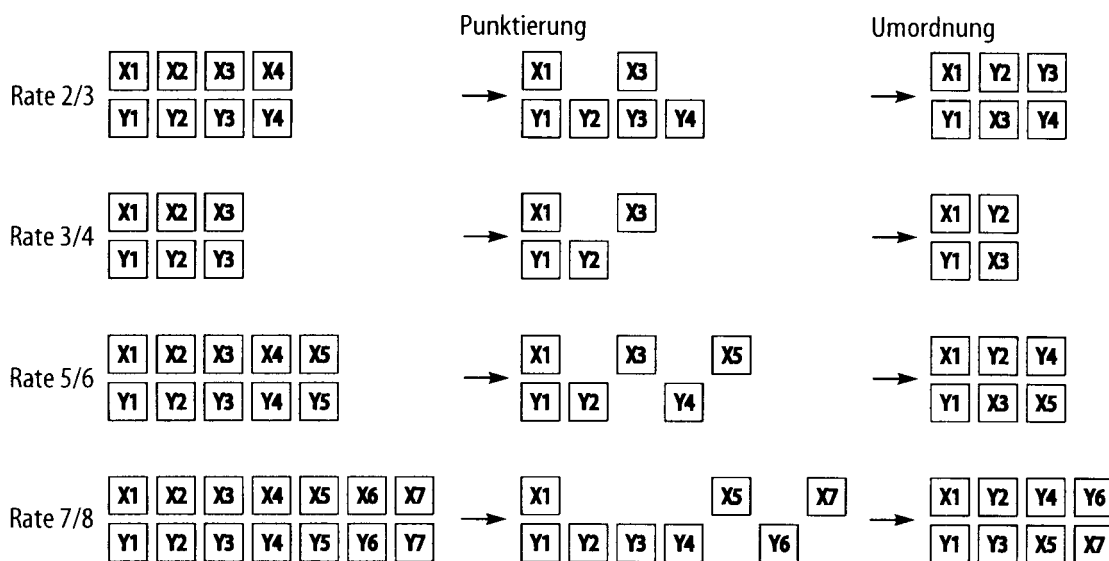 Punktierung Umordnung
X1 X2 X3 X4 X1 X3 X1 Y2 Y3
Rate 2/3
Y1 Y2 Y3 Y4 Y1 Y2 Y3 Y4 Y1 X3 Y4
X1 X2 X3 X1 X3 X1 Y2
Rate 3/4
Y1 Y2 Y3 Y1 Y2 Y1 X3
X1 X2 X3 X4 X5 X1 X3 X5 X1 Y2 Y4
Rate 5/6
Y1 Y2 Y3 Y4 Y5 Y1 Y2 Y4 Y1 X3 X5
X1 X2 X3 X4 X5 X6 X7 X1 X5 X7 X1 Y2 Y4 Y6
Rate 7/8
Y1 Y2 Y3 Y4 Y5 Y6 Y7 Y1 Y2 Y3 Y4 Y6 Y1 Y3 X5 X7